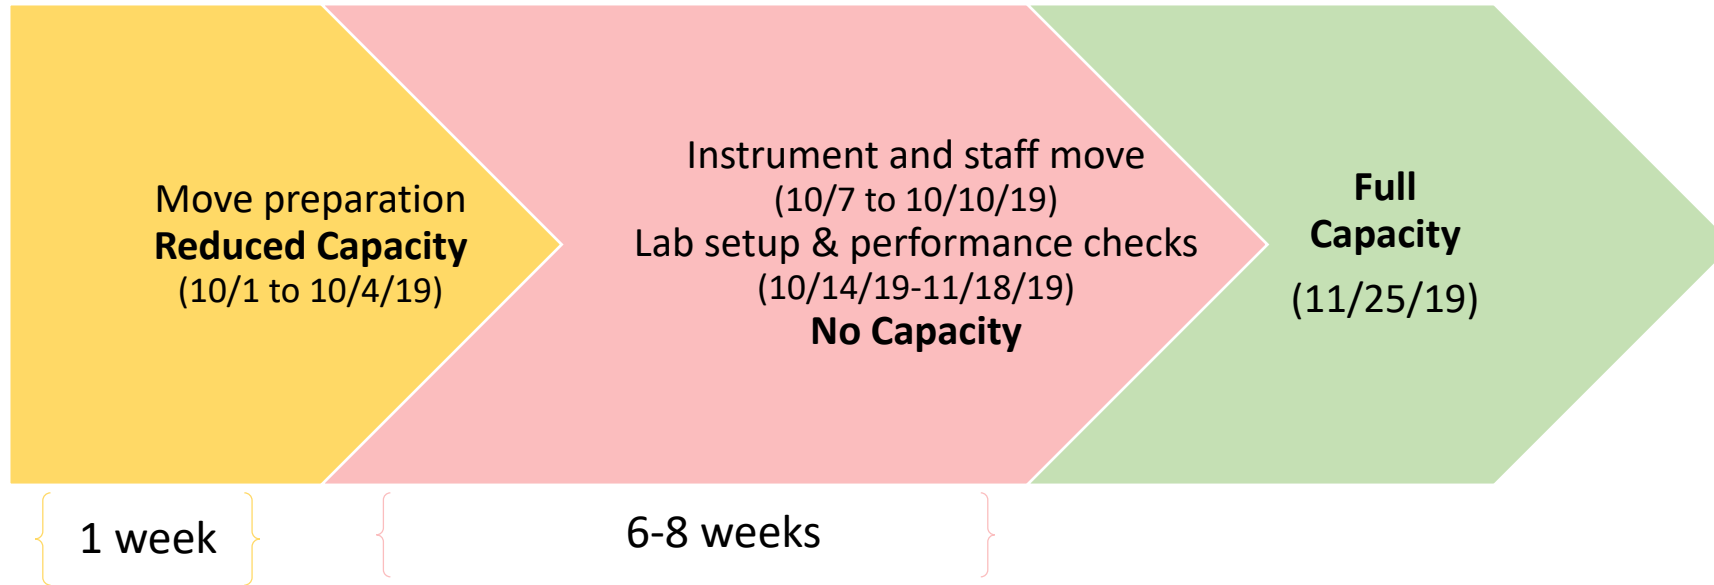 Move preparation
Reduced Capacity
(10/1 to 10/4/19)
Instrument and staff move
(10/7 to 10/10/19)
Lab setup & performance checks
(10/14/19-11/18/19)
No Capacity
Full
Capacity
(11/25/19)
1 week
6-8 weeks